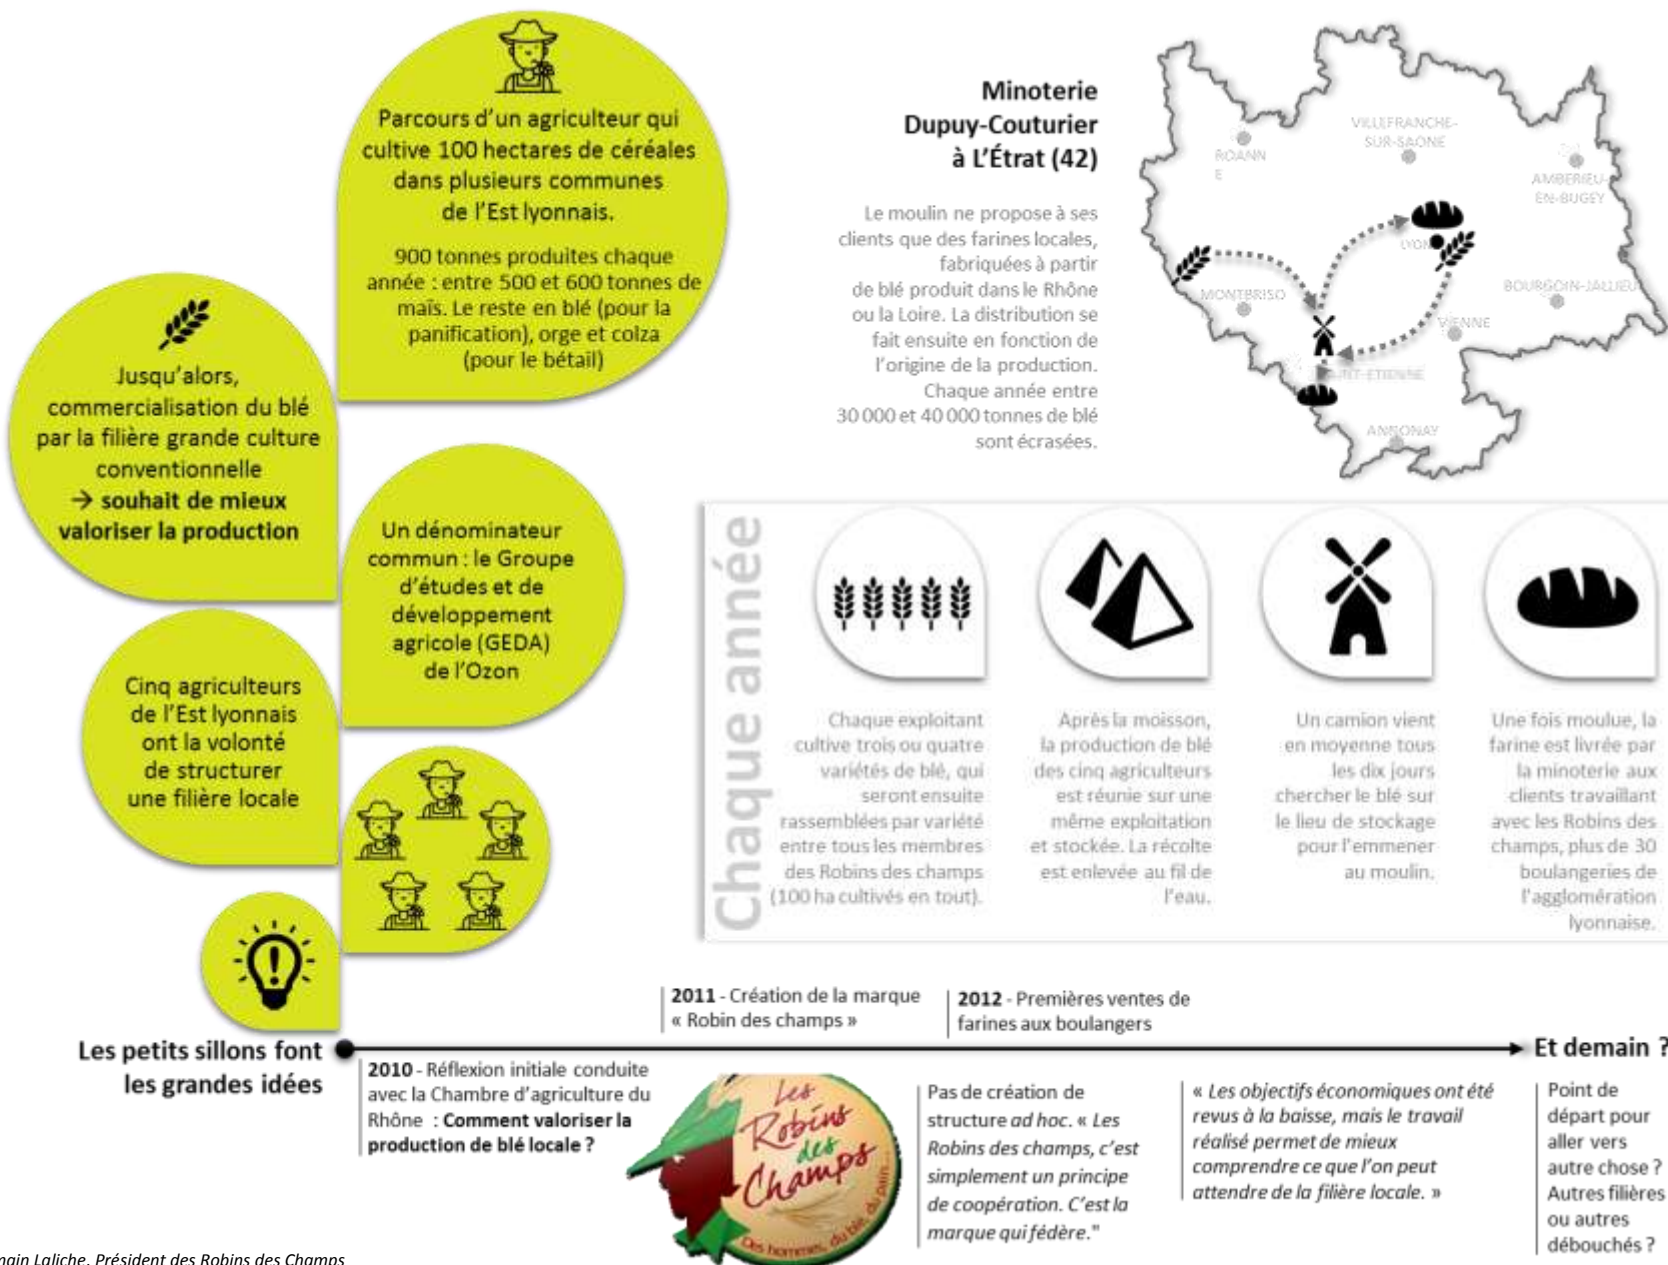 Parcours d'un agriculteur qui
cultive 100 hectares de céréales
dans plusieurs communes
de l'Est lyonnais.
900 tonnes produites chaque
année : entre 500 et 600 tonnes de
maïs. Le reste en blé (pour la
panification), orge et colza
(pour le bétail)
Jusqu'alors,
commercialisation du blé
par la filière grande culture
conventionnelle
→ souhait de mieux
valoriser la production
Un dénominateur
commun : le Groupe
d'études et de
développement
agricole (GEDA)
de l'Ozon
Cinq agriculteurs
de l'Est lyonnais
ont la volonté
de structurer
une filière locale
Minoterie
Dupuy-Couturier
à L'Étrat (42)
Le moulin ne propose à ses
clients que des farines locales,
fabriquées à partir
de blé produit dans le Rhône
ou la Loire. La distribution se
fait ensuite en fonction de
l'origine de la production.
Chaque année entre
30 000 et 40 000 tonnes de blé
sont écrasées.
ROANN
E
VILLEFRANCHE-
SUR-SAONE
AMBERIEU-
EN-BUGEY
LYON
MONTBRISO
BOURGOIN-JALLIEU
VIENNE
AINT-ETIENNE
ANNONAY
Chaque année
Chaque exploitant
cultive trois ou quatre
variétés de blé, qui
seront ensuite
rassemblées par variété
entre tous les membres
des Robins des champs
(100 ha cultivés en tout).
Après la moisson,
la production de blé
des cinq agriculteurs
est réunie sur une
même exploitation
et stockée. La récolte
est enlevée au fil de
l'eau.
Un camion vient
en moyenne tous
les dix jours
chercher le blé sur
le lieu de stockage
pour l'emmener
au moulin.
Une fois moulue, la
farine est livrée par
la minoterie aux
clients travaillant
avec les Robins des
champs, plus de 30
boulangeries de
l'agglomération
lyonnaise.
Les petits sillons font
les grandes idées
2010 - Réflexion initiale conduite
avec la Chambre d'agriculture du
Rhône : Comment valoriser la
production de blé locale ?
2011 - Création de la marque
« Robin des champs »
2012 - Premières ventes de
farines aux boulangers
Les
Robins
des
Champs
Des hommes, du blé, du pain...
Pas de création de
structure ad hoc. « Les
Robins des champs, c'est
simplement un principe
de coopération. C'est la
marque qui fédère."
« Les objectifs économiques ont été
revus à la baisse, mais le travail
réalisé permet de mieux
comprendre ce que l'on peut
attendre de la filière locale. »
Et demain ?
Point de
départ pour
aller vers
autre chose ?
Autres filières
ou autres
débouchés ?
main Laliche, Président des Robins des Champs